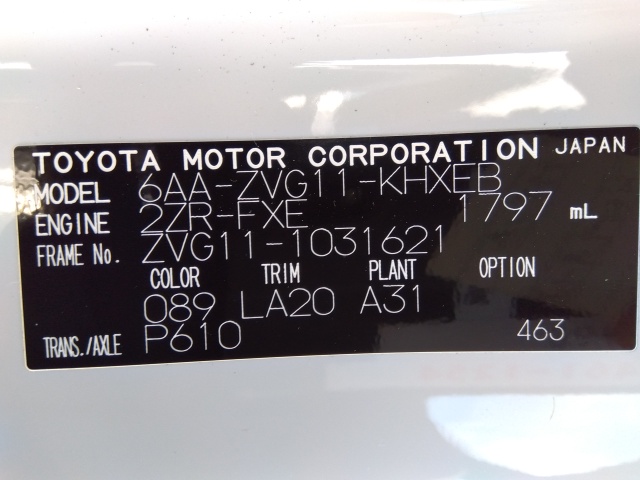 TOYOTA MOTOR CORPORATION JAPAN
MODEL 6AA-ZVG11-KHXEB
ENGINE 2ZR-FXE 1797 mL
FRAME No. ZVG11-1031621
COLOR TRIM PLANT OPTION
089 LA20 A31
TRANS./AXLE P610 463